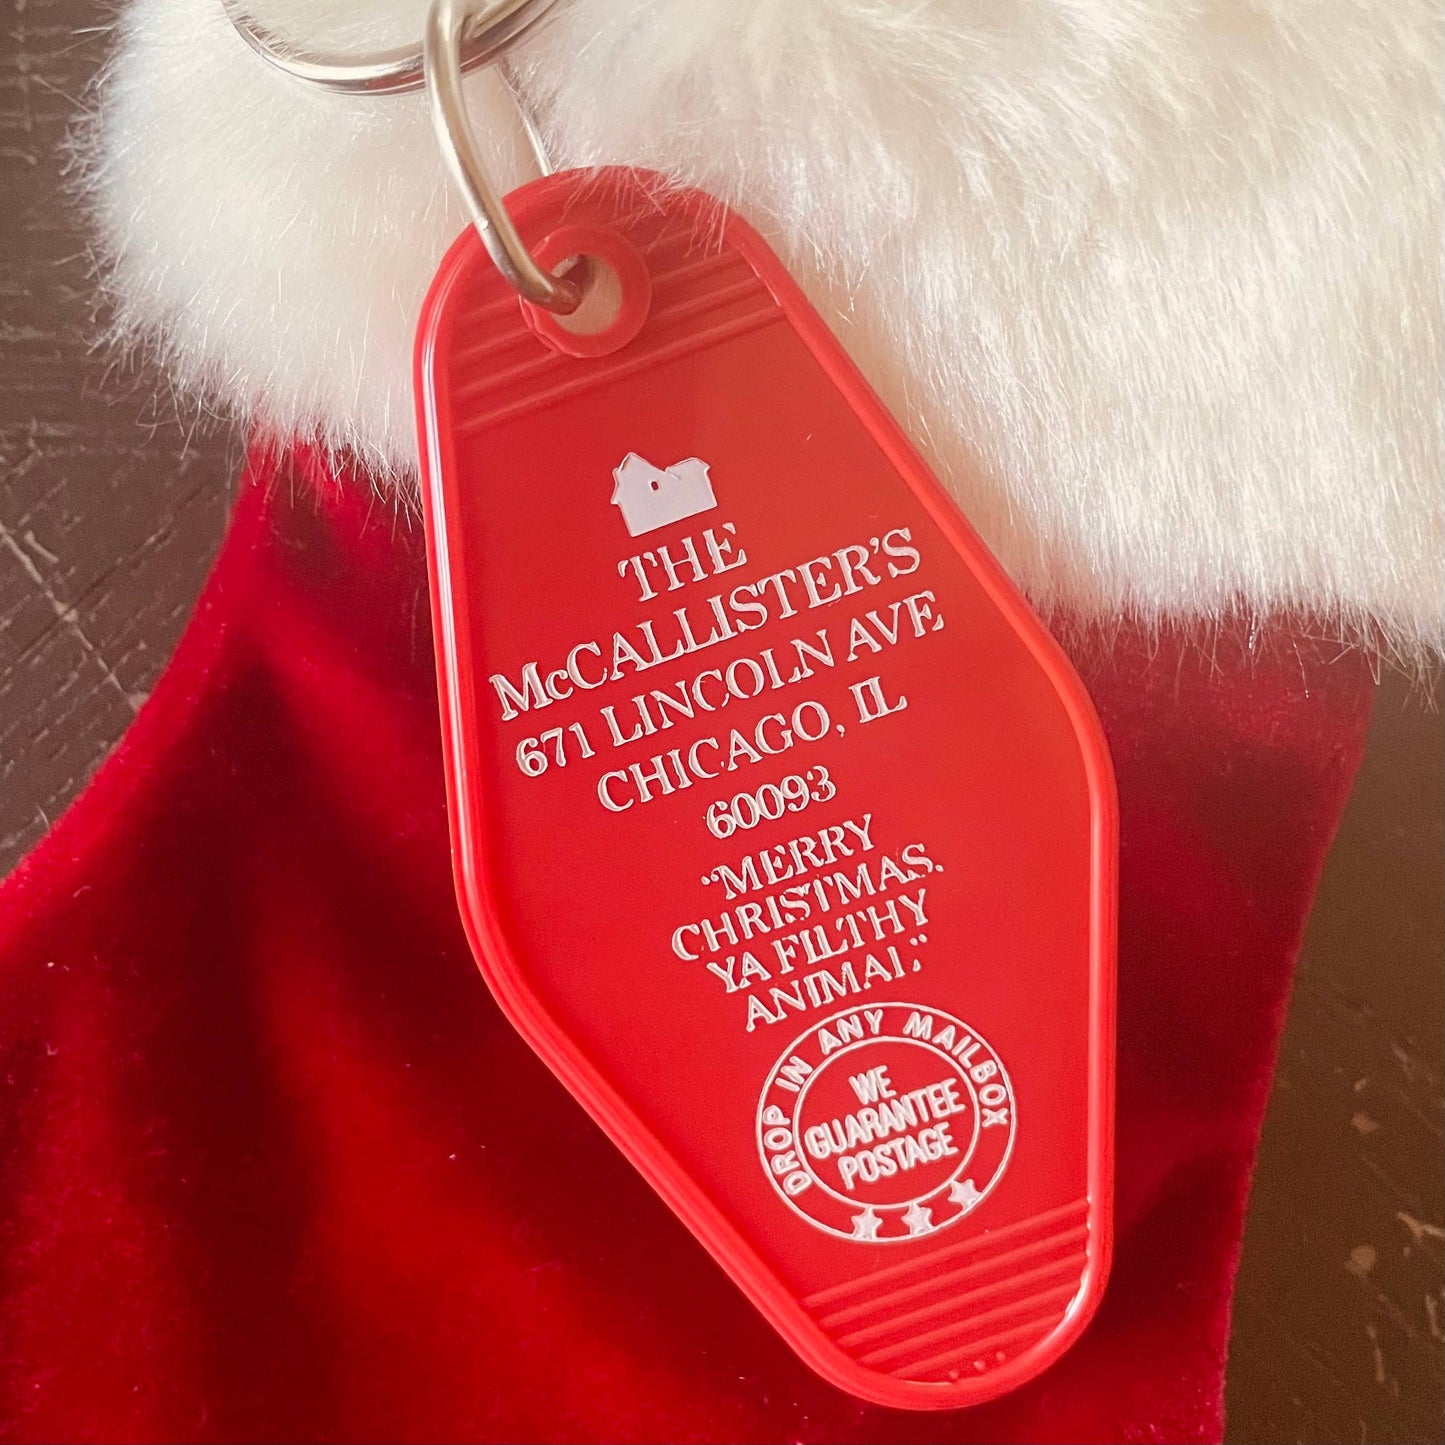 THE
McCALLISTER'S
671 LINCOLN AVE
CHICAGO, IL
60093
“MERRY
CHRISTMAS,
YA FILTHY
ANIMAL”
DROP IN ANY MAILBOX
WE
GUARANTEE
POSTAGE